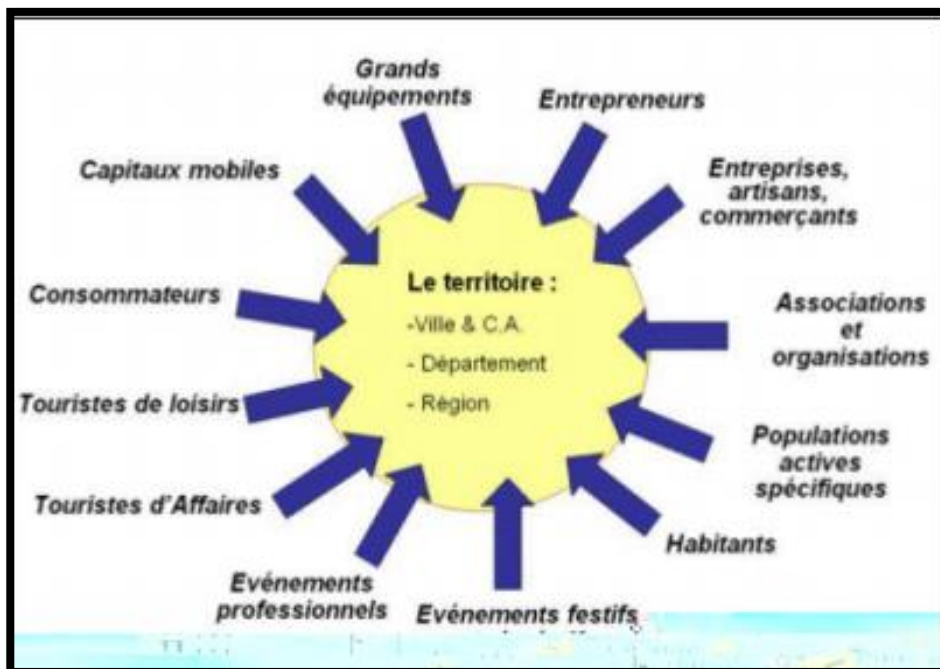 Grands
équipements
Entrepreneurs
Capitaux mobiles
Entreprises,
artisans,
commerçants
Le territoire :
-Ville & C.A.
- Département
- Région
Consommateurs
Associations
et
organisations
Touristes de loisirs
Populations
actives
spécifiques
Touristes d'Affaires
Habitants
Evénements
professionnels
Evénements festifs